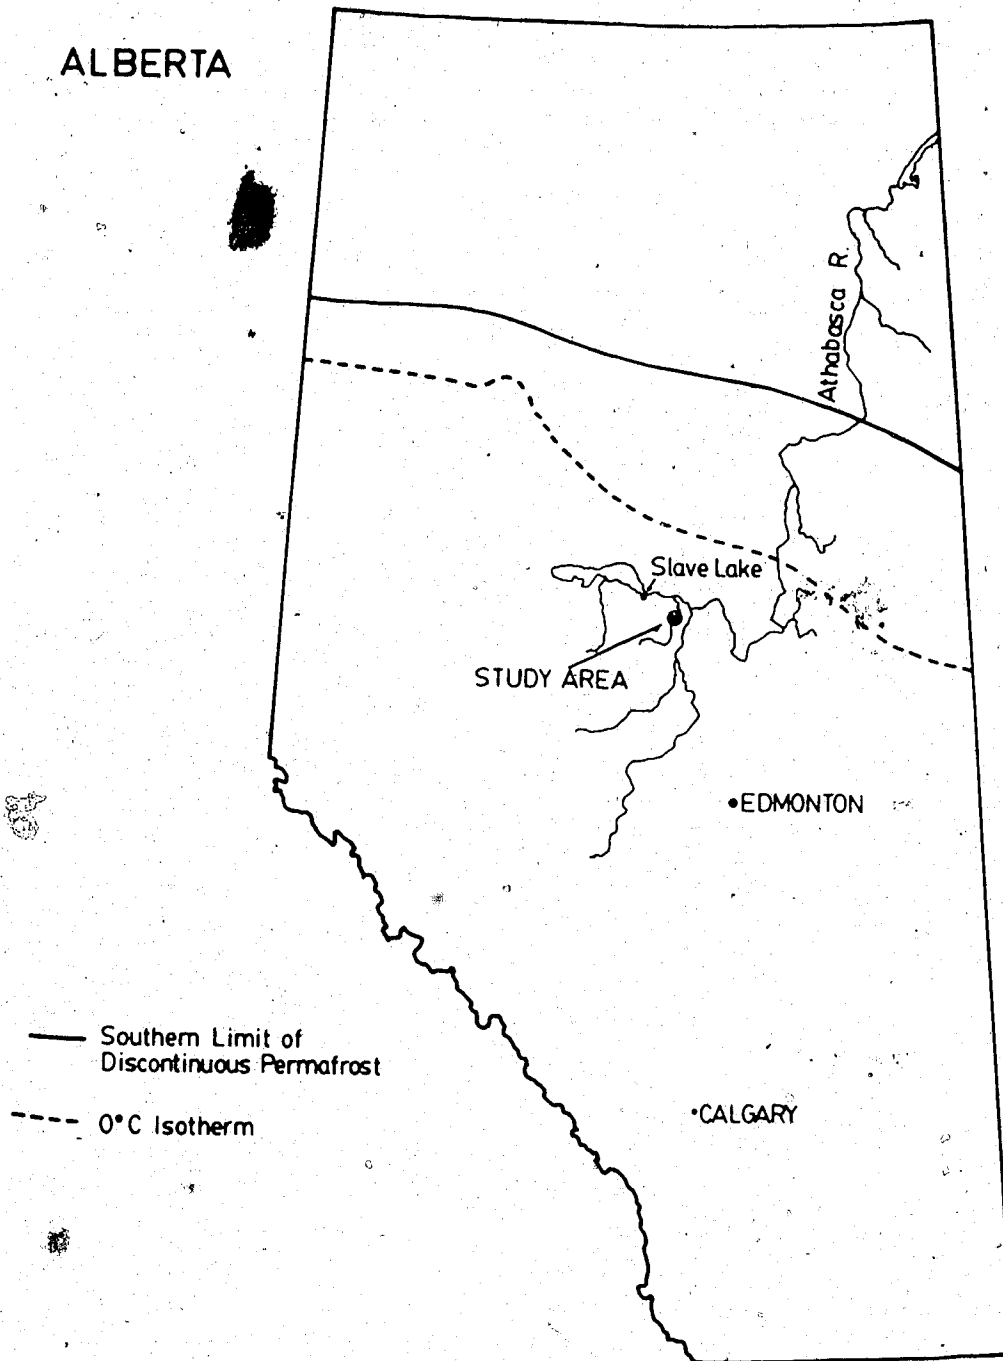 ALBERTA
Athabasca R.
Slave Lake
STUDY AREA
EDMONTON
Southern Limit of
Discontinuous Permafrost
0°C Isotherm
CALGARY